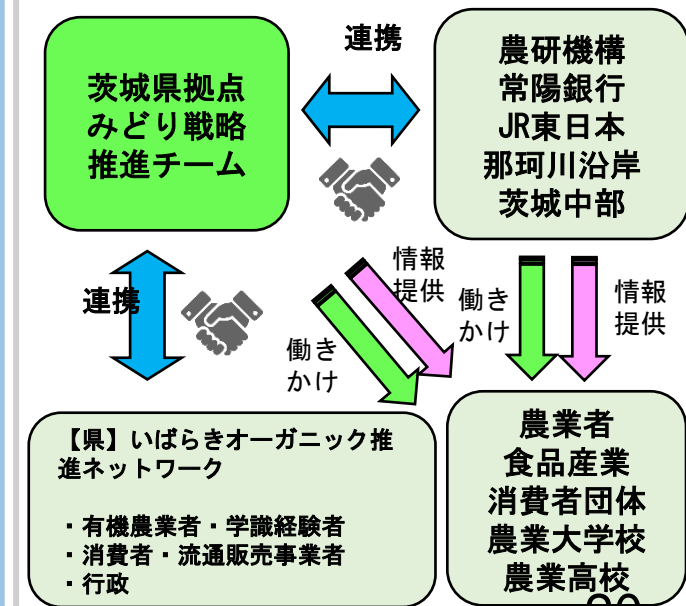 茨城県拠点
みどり戦略
推進チーム
連携
農研機構
常陽銀行
JR東日本
那珂川沿岸
茨城中部
連携
働き
かけ
情報
提供
働き
かけ
情報
提供
【県】いばらきオーガニック推
進ネットワーク
・有機農業者・学識経験者
・消費者・流通販売事業者
・行政
農業者
食品産業
消費者団体
農業大学校
農業高校